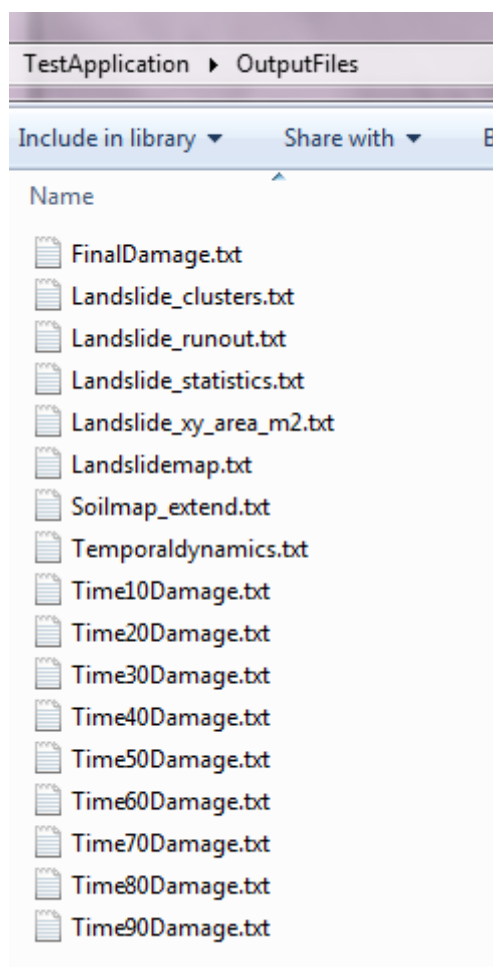 TestApplication ▸ OutputFiles
Include in library ▼ Share with ▼
Name
FinalDamage.txt
Landslide_clusters.txt
Landslide_runout.txt
Landslide_statistics.txt
Landslide_xy_area_m2.txt
Landslidemap.txt
Soilmap_extend.txt
Temporaldynamics.txt
Time10Damage.txt
Time20Damage.txt
Time30Damage.txt
Time40Damage.txt
Time50Damage.txt
Time60Damage.txt
Time70Damage.txt
Time80Damage.txt
Time90Damage.txt